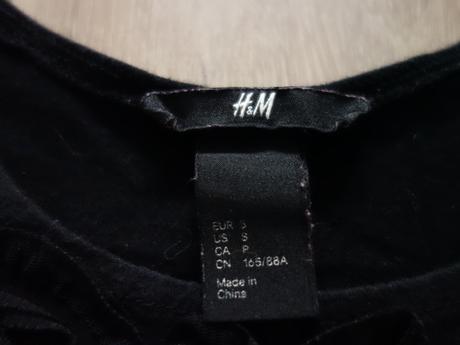 H&M
EUR S
US S
CA P
CN 165/88A
Made in
China